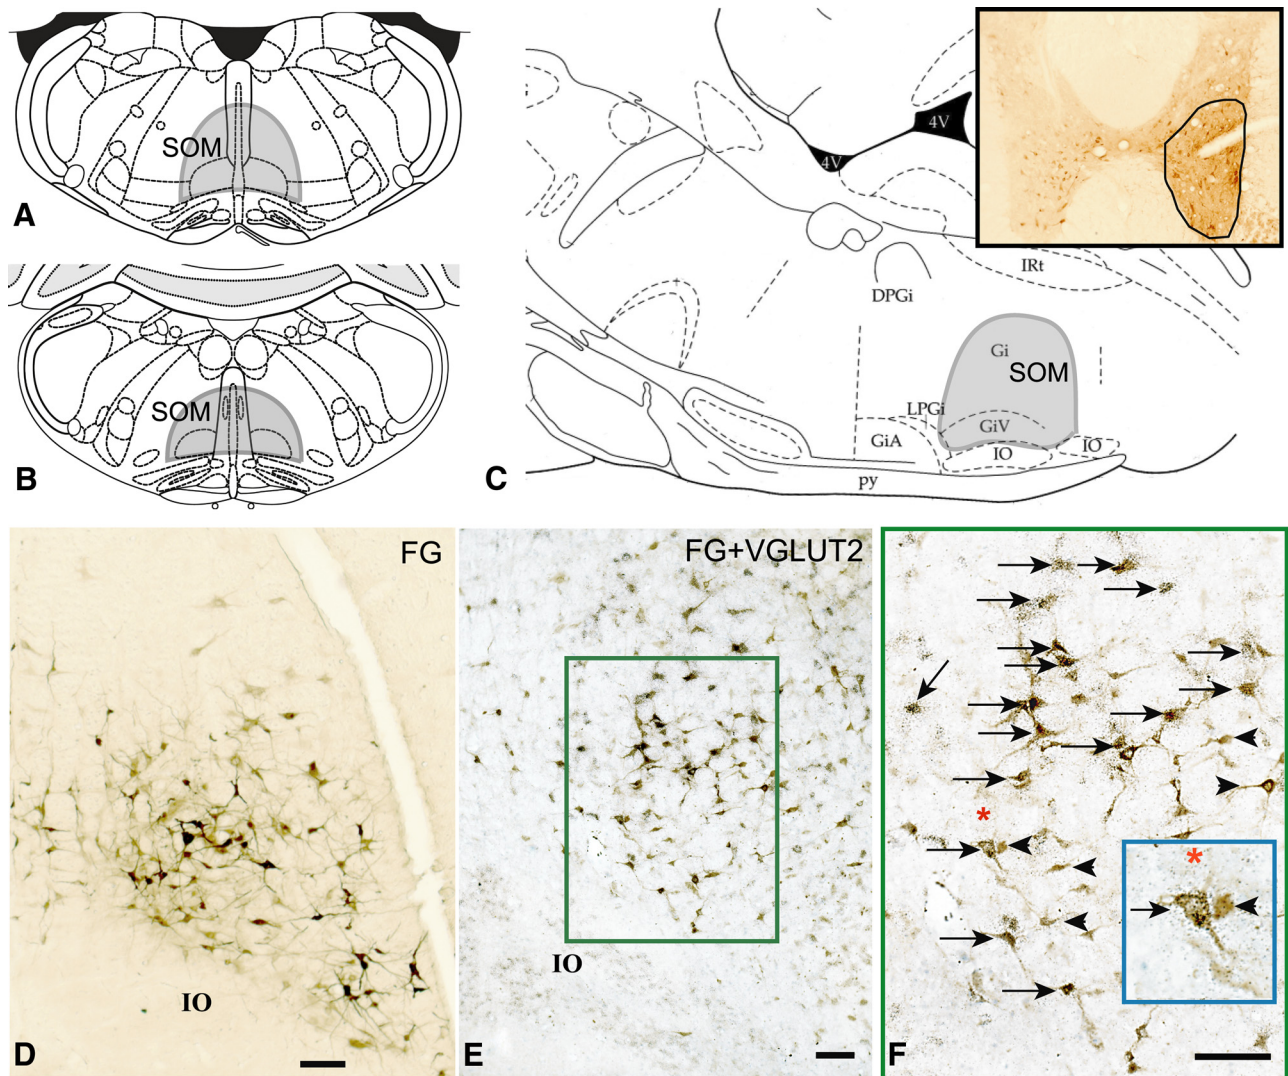 SOM
A
SOM
B
4V
4V
IRt
DPGi
Gi
SOM
LPGi
GiV
GiA
IO
IO
py
C
FG
IO
D
FG+VGLUT2
IO
E
*
*
F